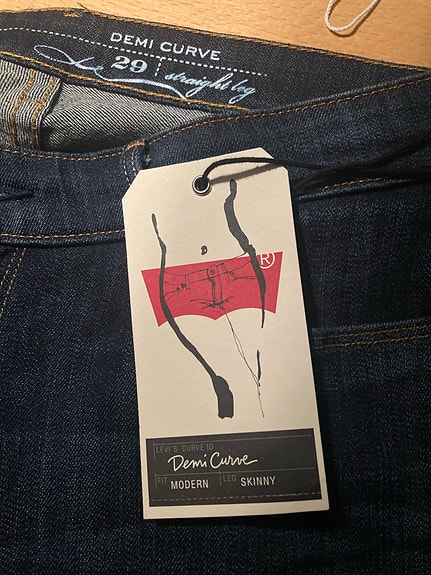 DEMI CURVE
29 straight leg
®
LEVI'S CURVE ID
Demi Curve
FIT MODERN LEG SKINNY